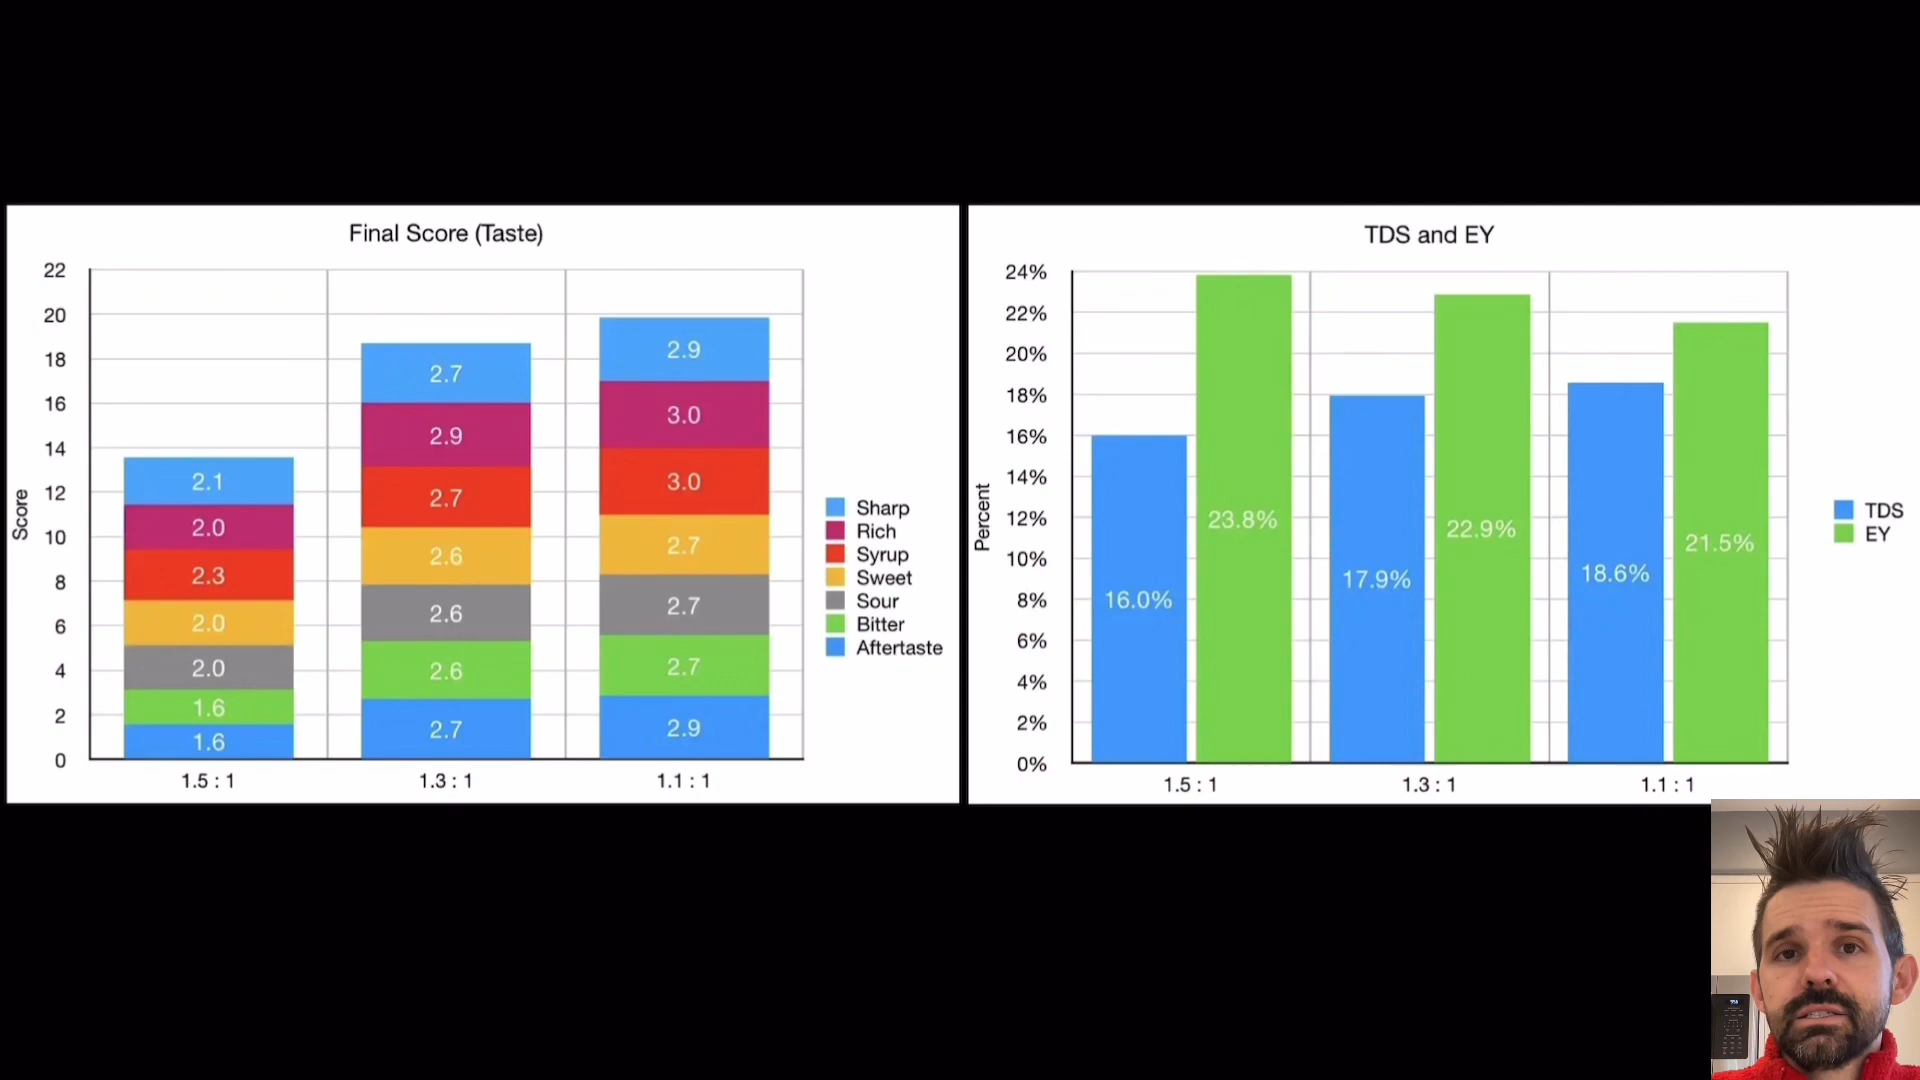 Final Score (Taste)
22
20
18
16
14
12
10
8
6
4
2
0
Score
2.1
2.0
2.3
2.0
2.0
1.6
1.6
2.7
2.9
2.7
2.6
2.6
2.6
2.7
2.9
3.0
3.0
2.7
2.7
2.7
2.9
1.5 : 1
1.3 : 1
1.1 : 1
Sharp
Rich
Syrup
Sweet
Sour
Bitter
Aftertaste
TDS and EY
24%
22%
20%
18%
16%
14%
12%
10%
8%
6%
4%
2%
0%
Percent
16.0%
23.8%
17.9%
22.9%
18.6%
21.5%
1.5 : 1
1.3 : 1
1.1 : 1
TDS
EY